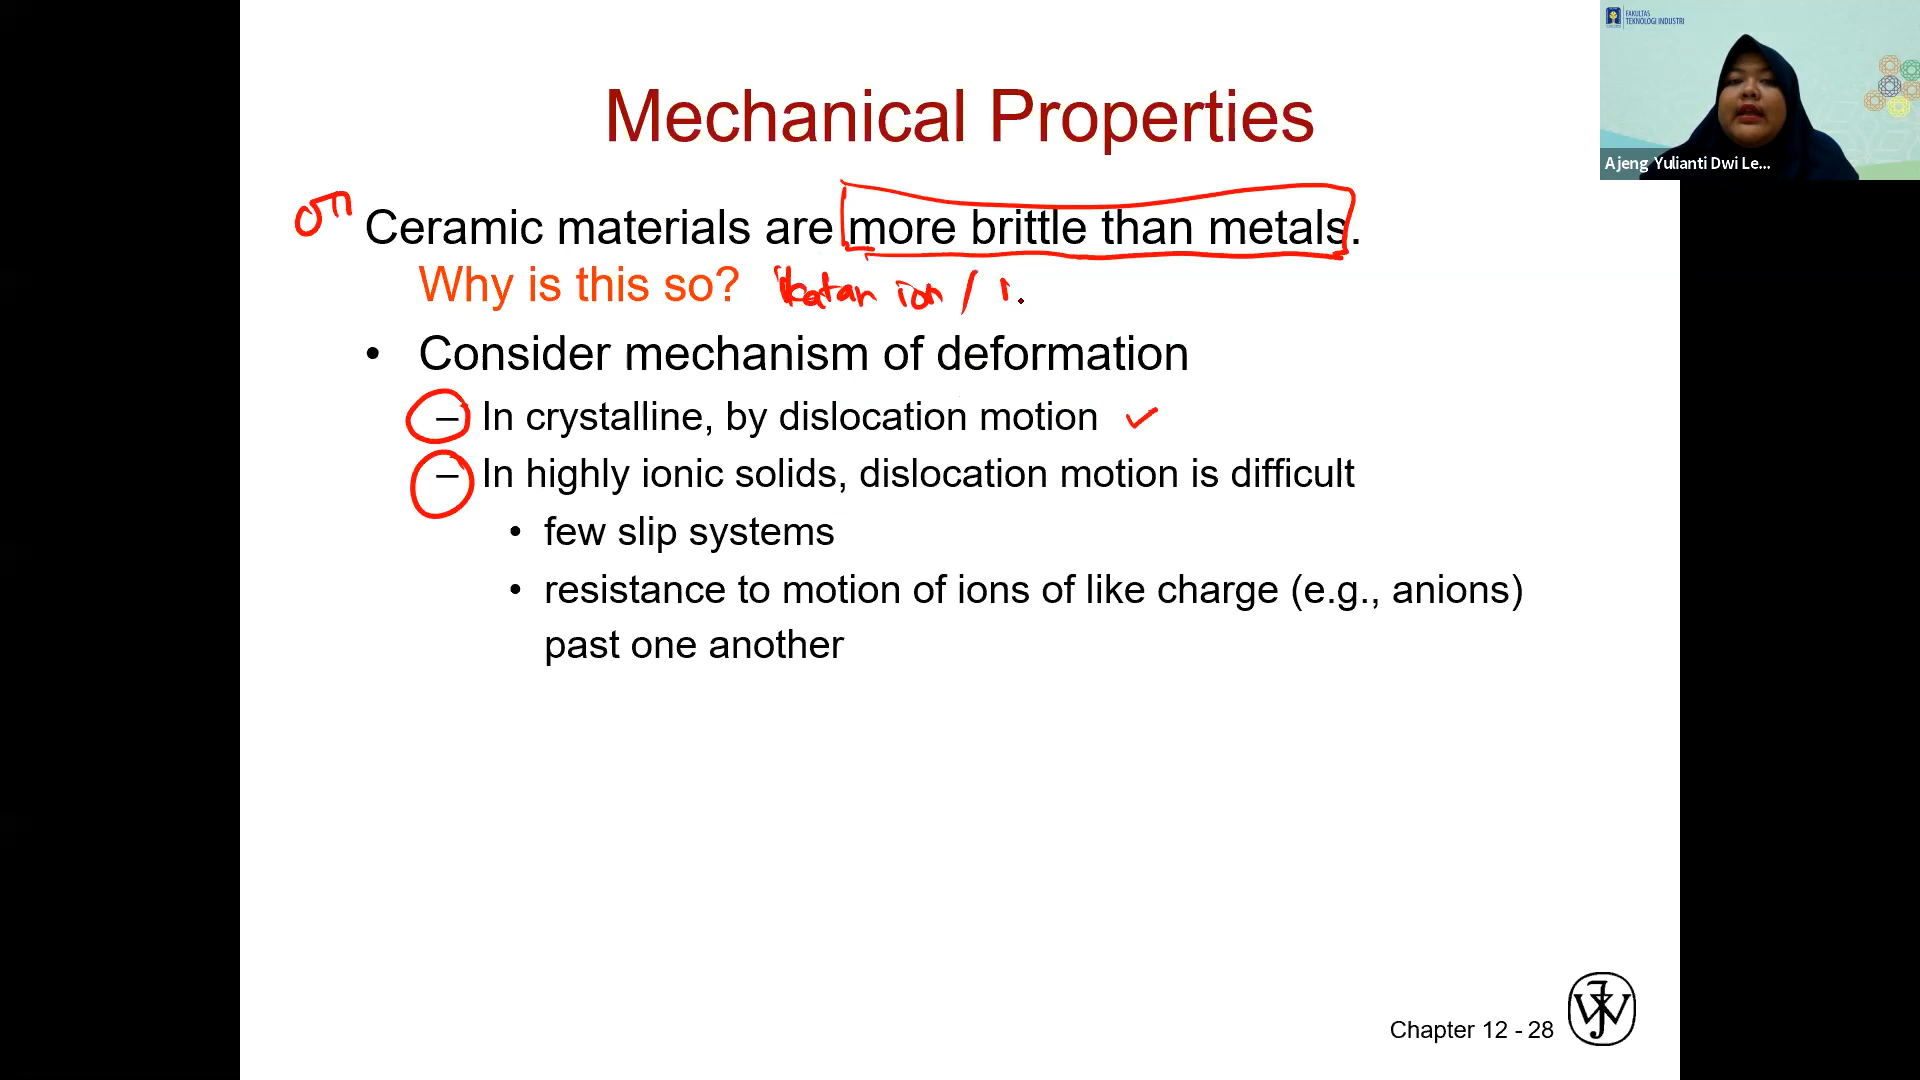 FAKULTAS
TEKNOLOGI INDUSTRI
Ajeng Yulianti Dwi Le...
Mechanical Properties
Ceramic materials are more brittle than metals.
Why is this so? ikatan ion /
• Consider mechanism of deformation
– In crystalline, by dislocation motion ✓
– In highly ionic solids, dislocation motion is difficult
• few slip systems
• resistance to motion of ions of like charge (e.g., anions)
past one another
Chapter 12 - 28